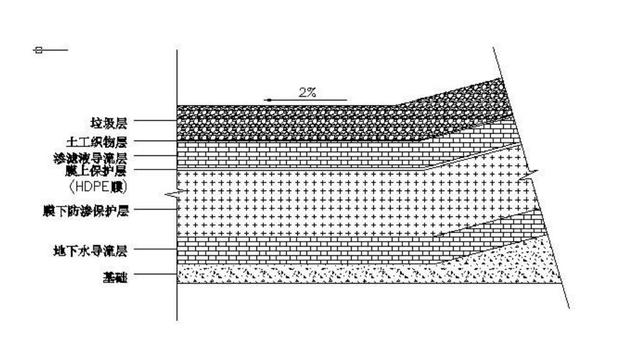 2%
垃圾层
土工织物层
渗滤液导流层
膜上保护层
(HDPE膜)
膜下防渗保护层
地下水导流层
基础